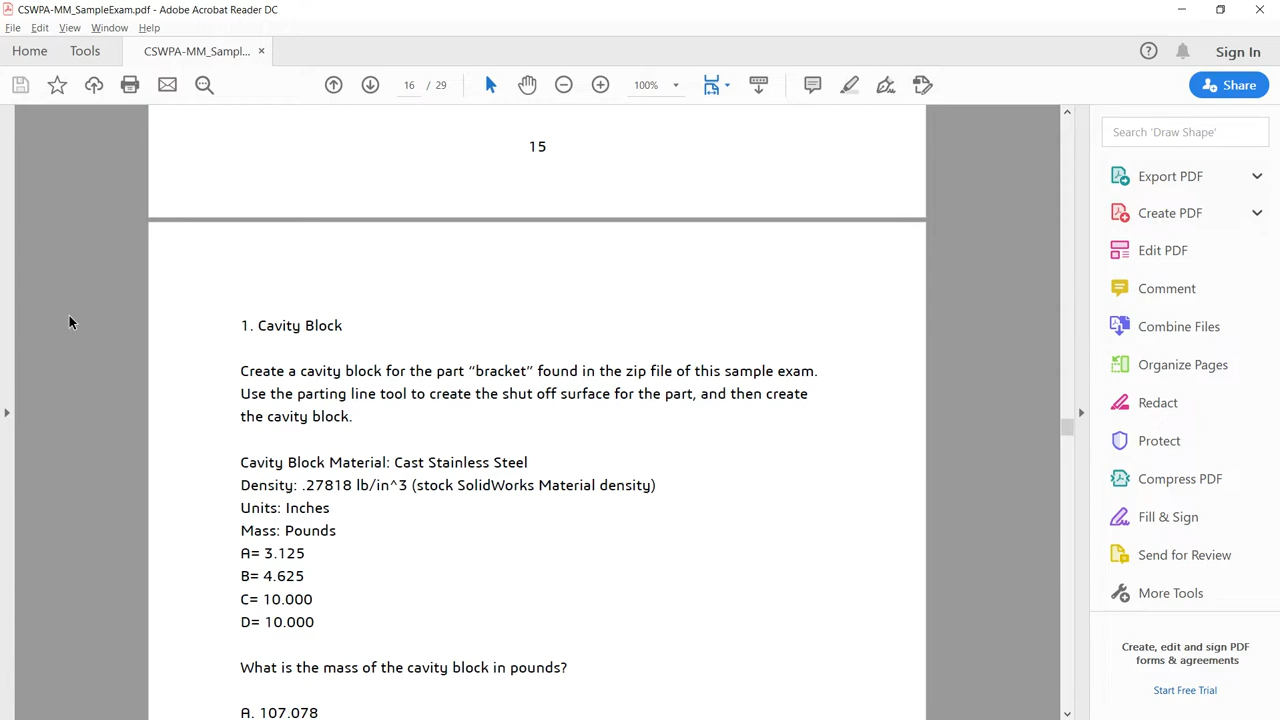 CSWPA-MM_SampleExam.pdf - Adobe Acrobat Reader DC
File Edit View Window Help
Home Tools CSWPA-MM_Sampl... × Sign In
16 / 29 100% Share
15
1. Cavity Block
Create a cavity block for the part “bracket” found in the zip file of this sample exam.
Use the parting line tool to create the shut off surface for the part, and then create
the cavity block.
Cavity Block Material: Cast Stainless Steel
Density: .27818 lb/in^3 (stock SolidWorks Material density)
Units: Inches
Mass: Pounds
A= 3.125
B= 4.625
C= 10.000
D= 10.000
What is the mass of the cavity block in pounds?
A. 107.078
Search 'Draw Shape'
Export PDF
Create PDF
Edit PDF
Comment
Combine Files
Organize Pages
Redact
Protect
Compress PDF
Fill & Sign
Send for Review
More Tools
Create, edit and sign PDF
forms & agreements
Start Free Trial